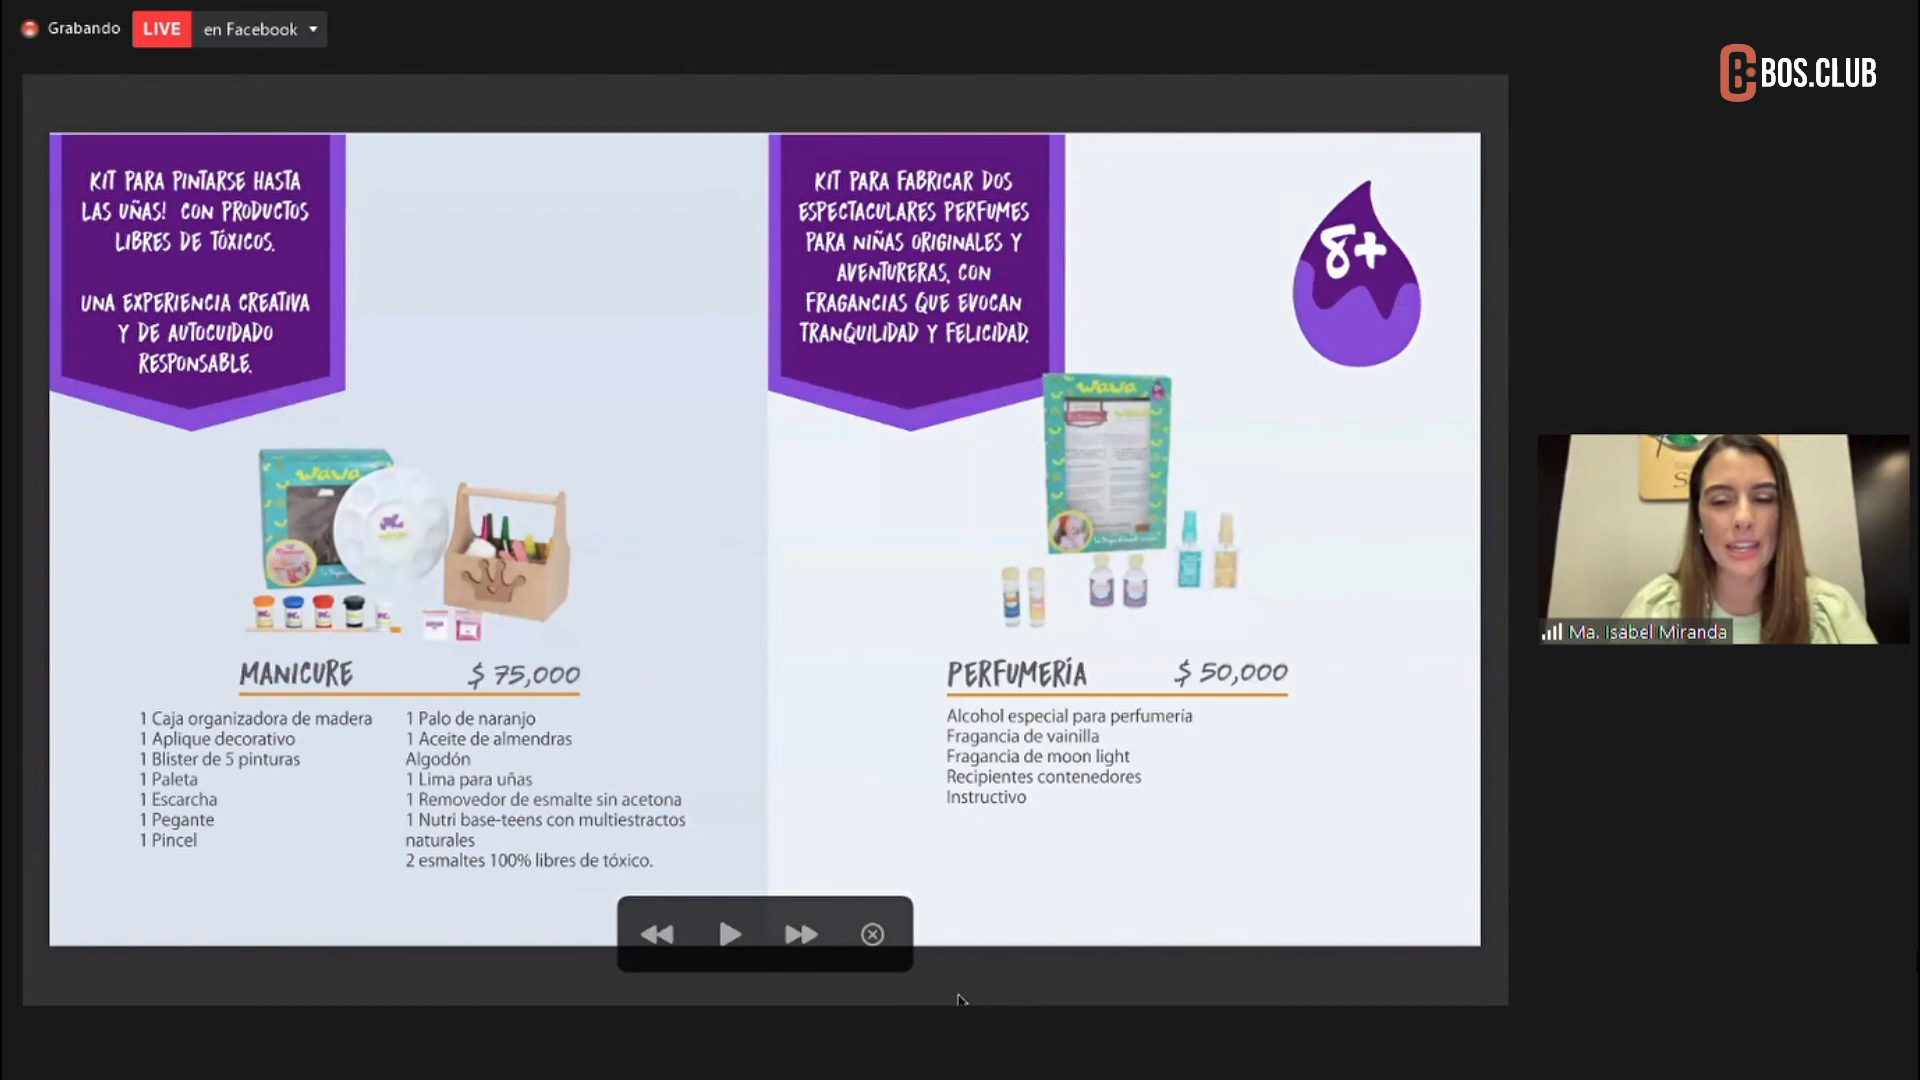 Grabando
LIVE
en Facebook
BOS.CLUB
KIT PARA PINTARSE HASTA
LAS UÑAS! CON PRODUCTOS
LIBRES DE TÓXICOS.
UNA EXPERIENCIA CREATIVA
Y DE AUTOCUIDADO
RESPONSABLE.
KIT PARA FABRICAR DOS
ESPECTACULARES PERFUMES
PARA NIÑAS ORIGINALES Y
AVENTURERAS, CON
FRAGANCIAS QUE EVOCAN
TRANQUILIDAD Y FELICIDAD.
8+
wawa
wawa
MANICURE $ 75,000
1 Caja organizadora de madera
1 Aplique decorativo
1 Blister de 5 pinturas
1 Paleta
1 Escarcha
1 Pegante
1 Pincel
1 Palo de naranjo
1 Aceite de almendras
Algodón
1 Lima para uñas
1 Removedor de esmalte sin acetona
1 Nutri base-teens con multiestractos
naturales
2 esmaltes 100% libres de tóxico.
PERFUMERÍA $ 50,000
Alcohol especial para perfumería
Fragancia de vainilla
Fragancia de moon light
Recipientes contenedores
Instructivo
Ma. Isabel Miranda